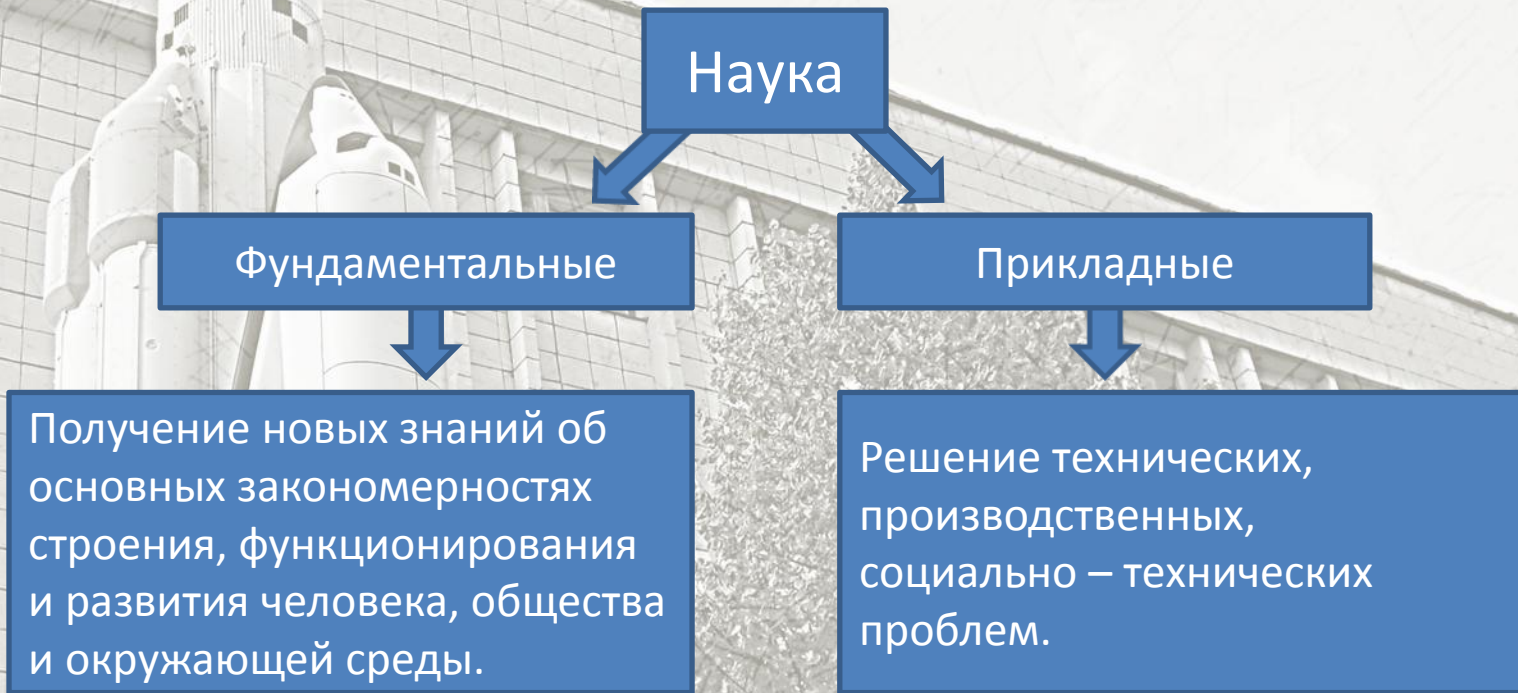 Наука
Фундаментальные
Прикладные
Получение новых знаний об
основных закономерностях
строения, функционирования
и развития человека, общества
и окружающей среды.
Решение технических,
производственных,
социально – технических
проблем.